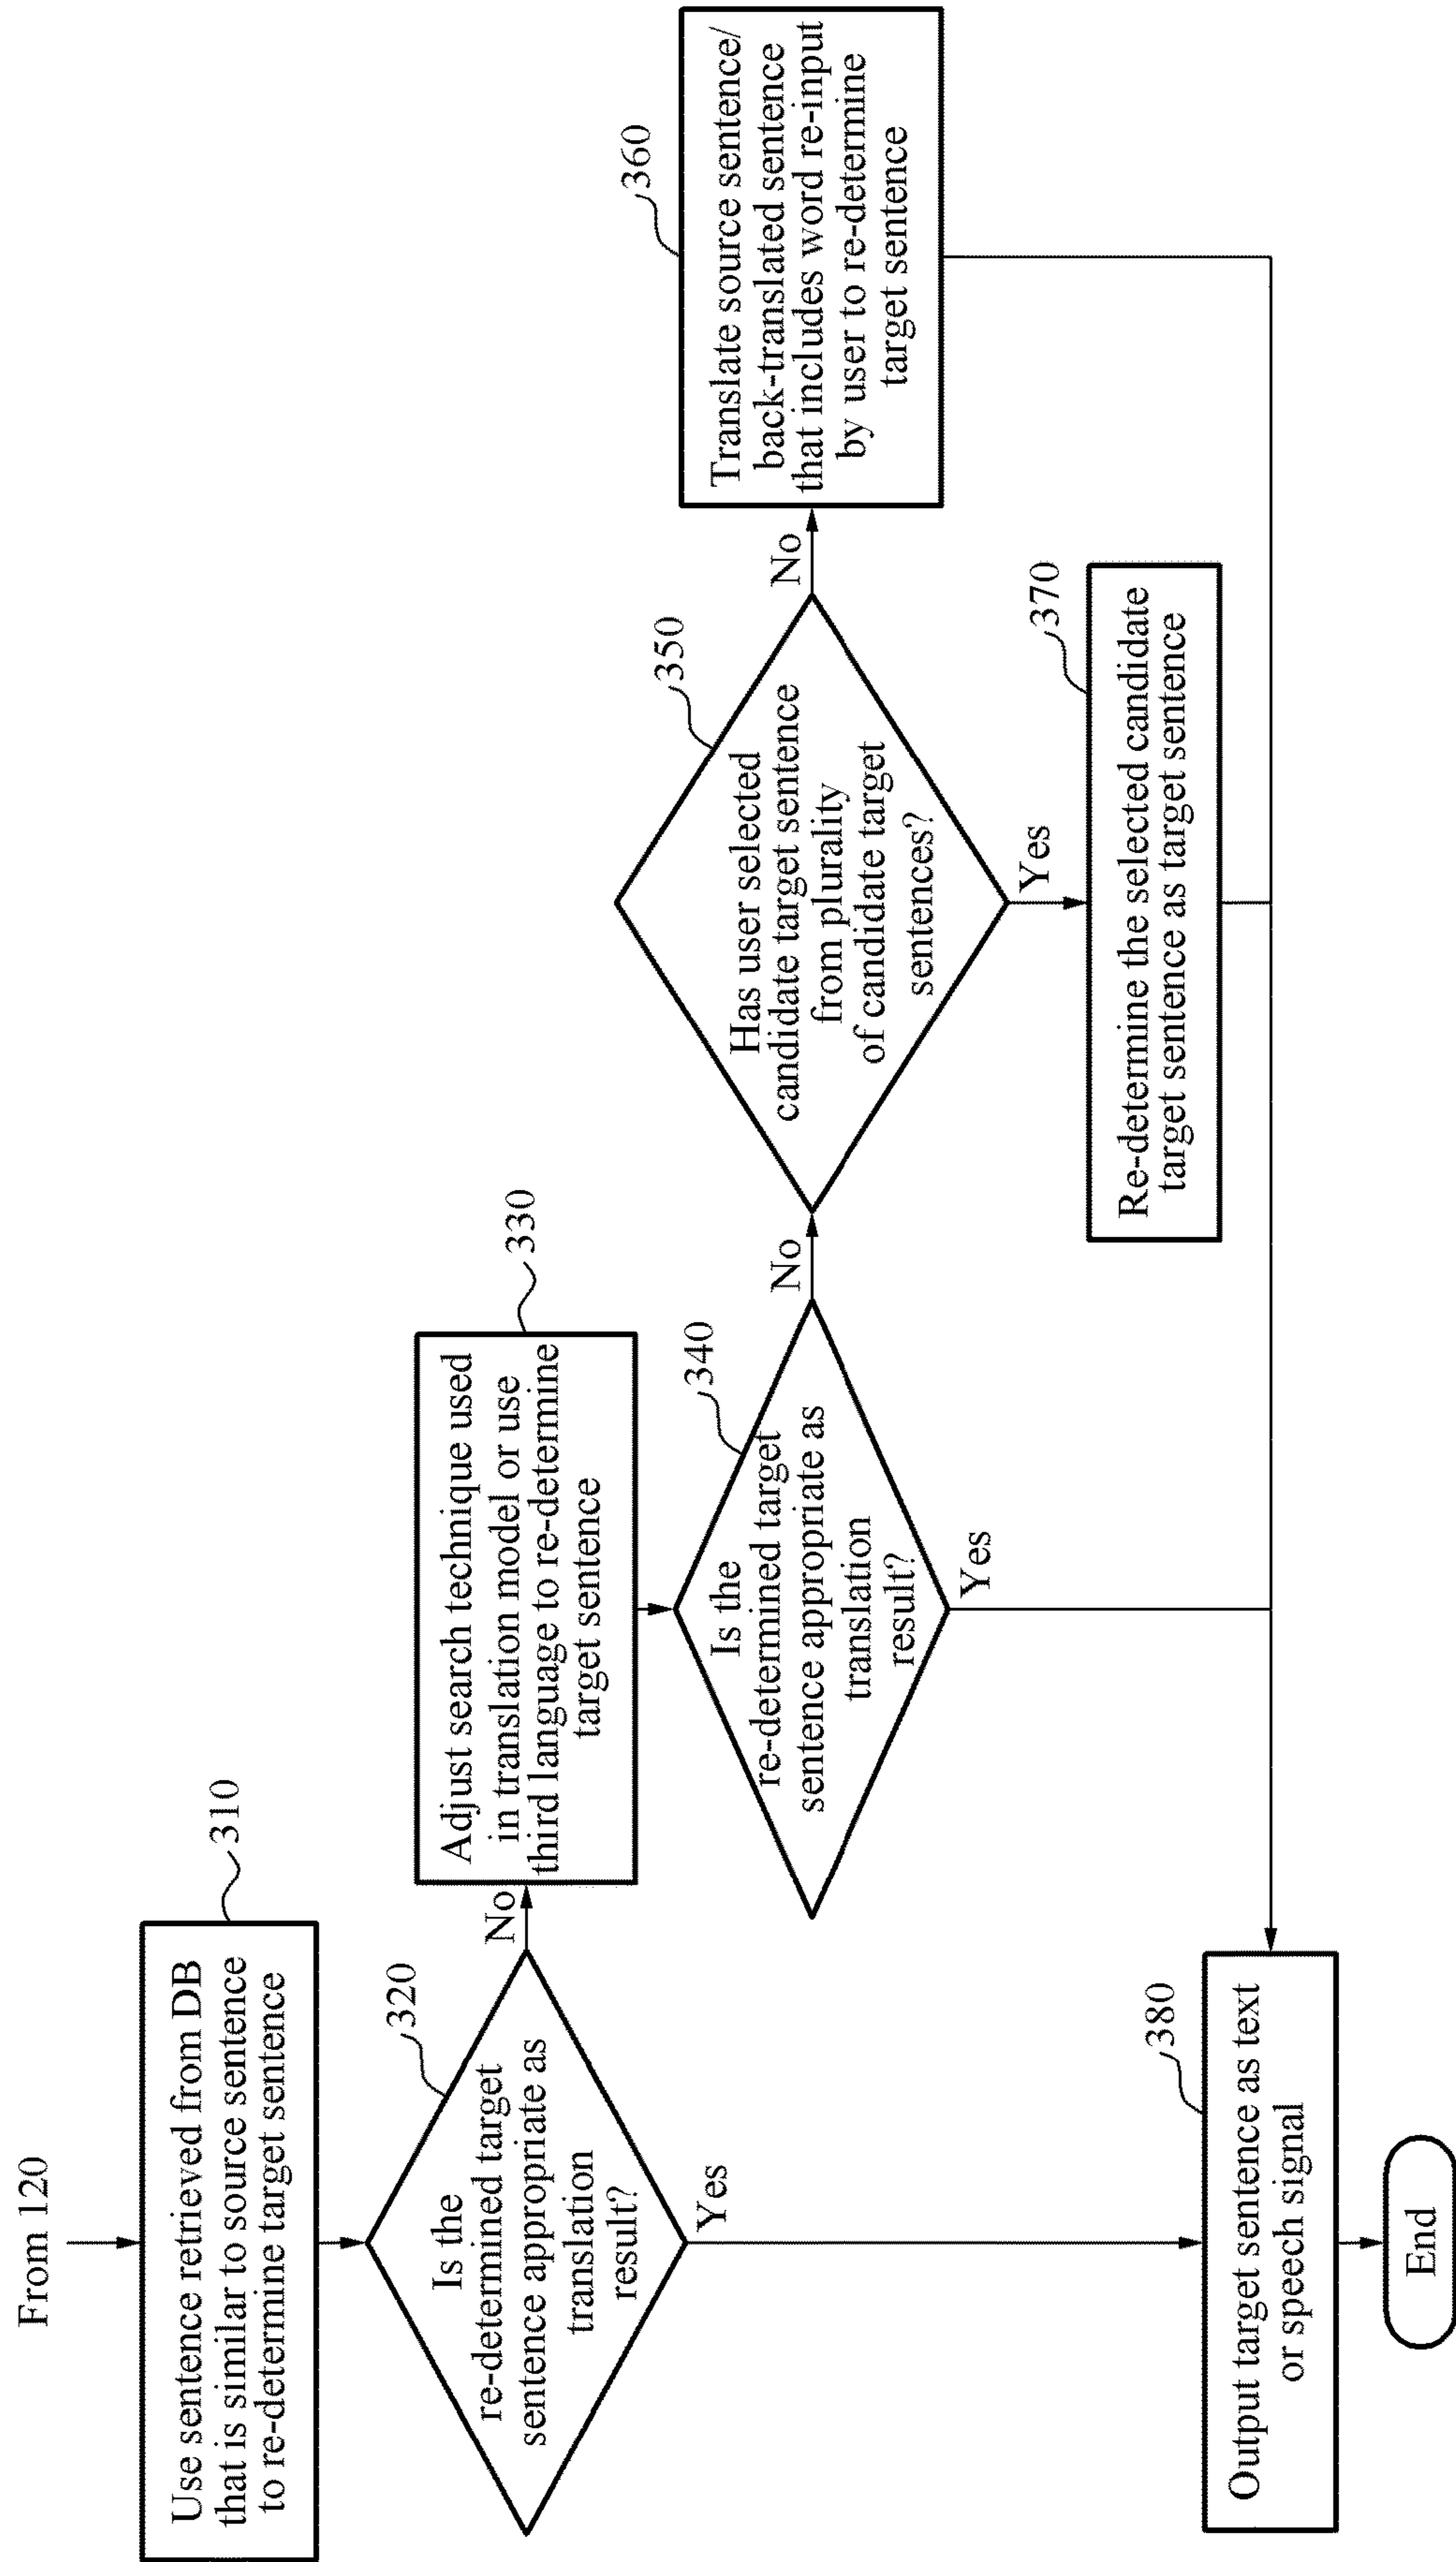 From 120
310
Use sentence retrieved from DB
that is similar to source sentence
to re-determine target sentence
320
Is the
re-determined target
sentence appropriate as
translation
result?
No
Yes
330
Adjust search technique used
in translation model or use
third language to re-determine
target sentence
340
Is the
re-determined target
sentence appropriate as
translation
result?
No
Yes
350
Has user selected
candidate target sentence
from plurality
of candidate target
sentences?
No
Yes
360
Translate source sentence/
back-translated sentence
that includes word re-input
by user to re-determine
target sentence
370
Re-determine the selected candidate
target sentence as target sentence
380
Output target sentence as text
or speech signal
End